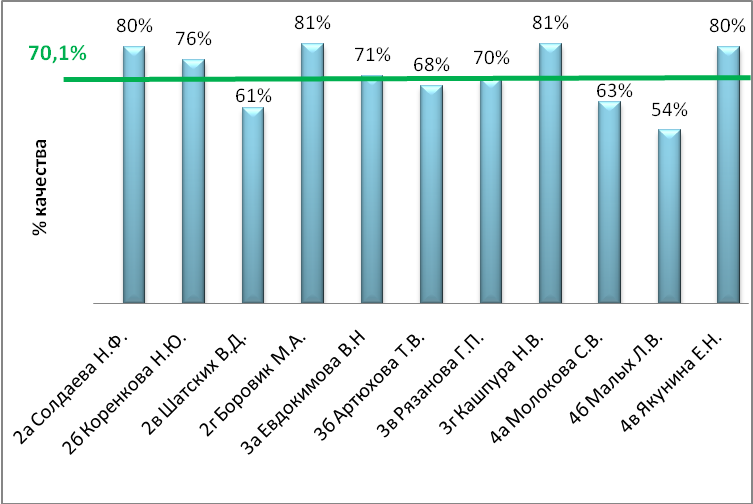 80%
76%
61%
81%
71%
68%
70%
81%
63%
54%
80%
70,1%
% качества
2а Солдаева Н.Ф.
2б Коренкова Н.Ю.
2в Шатских В.Д.
2г Боровик М.А.
3а Евдокимова В.Н
3б Артюхова Т.В.
3в Рязанова Г.П.
3г Кашпура Н.В.
4а Молокова С.В.
4б Малых Л.В.
4в Якунина Е.Н.